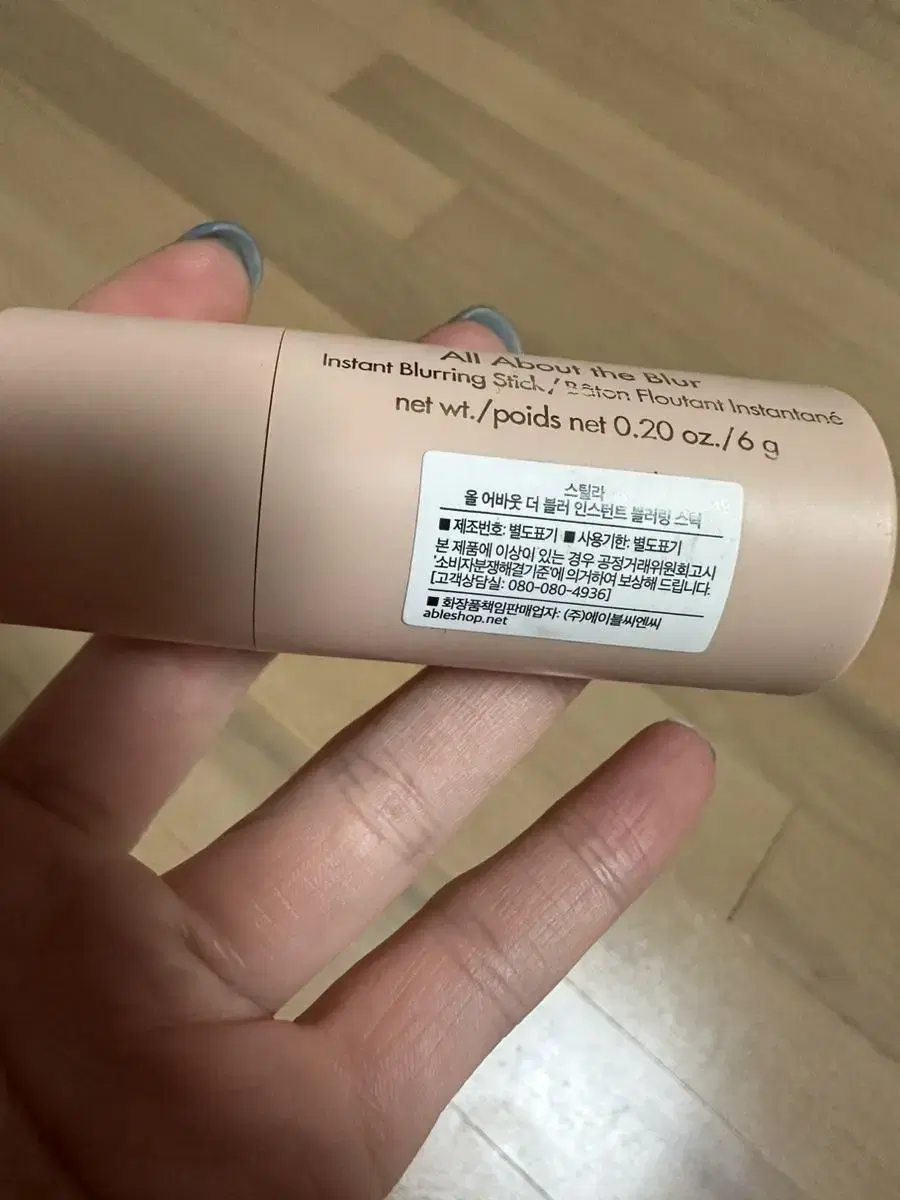 All About the Blur
Instant Blurring Stick / Bâton Floutant Instantané
net wt./poids net 0.20 oz./6 g
스틸라
올 어바웃 더 블러 인스턴트 블러링 스틱
■ 제조번호: 별도표기 ■ 사용기한: 별도표기
본 제품에 이상이 있는 경우 공정거래위원회고시
'소비자분쟁해결기준'에 의거하여 보상해 드립니다.
[고객상담실: 080-080-4936]
■ 화장품책임판매업자: (주)에이블씨엔씨
ableshop.net